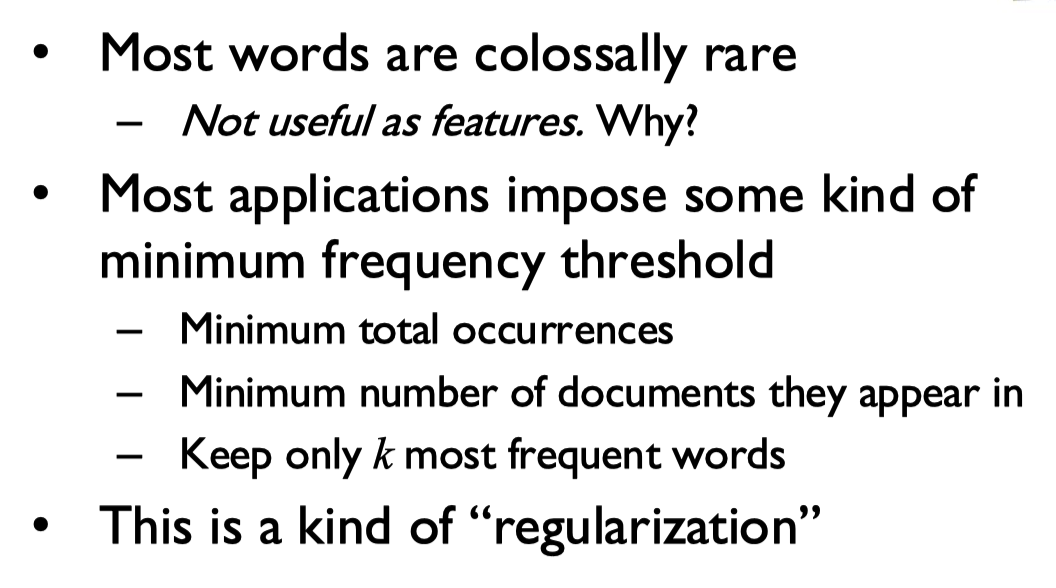 • Most words are colossally rare
– Not useful as features. Why?
• Most applications impose some kind of
minimum frequency threshold
– Minimum total occurrences
– Minimum number of documents they appear in
– Keep only k most frequent words
• This is a kind of “regularization”